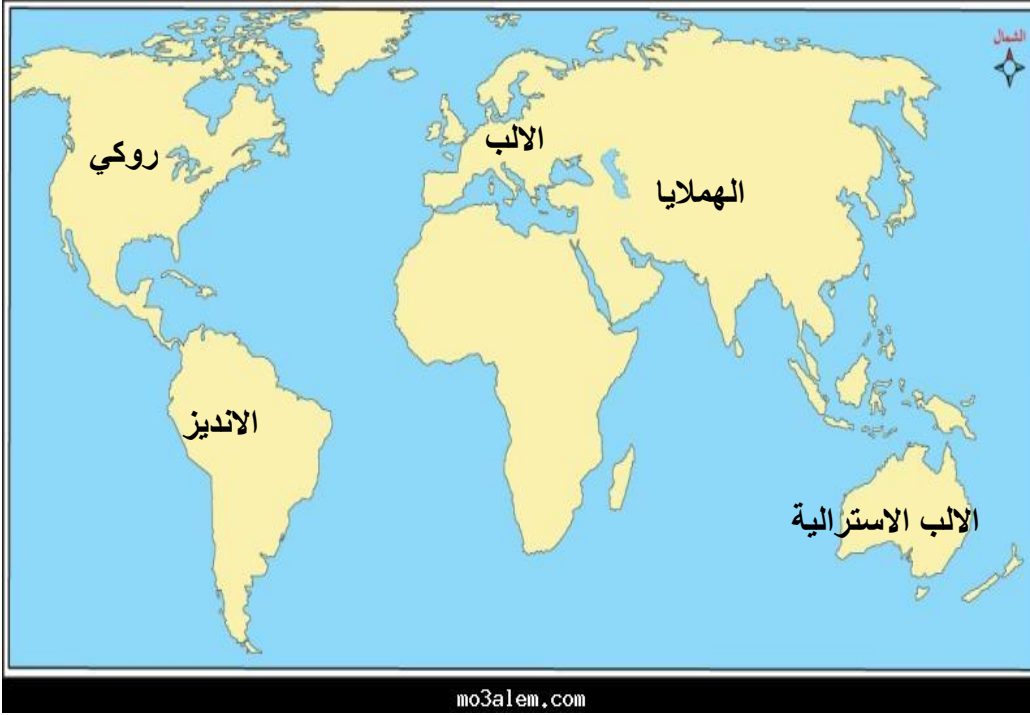 الشمال
الالب
روكي
الهملايا
الانديز
الالب الاسترالية
mo3alem.com